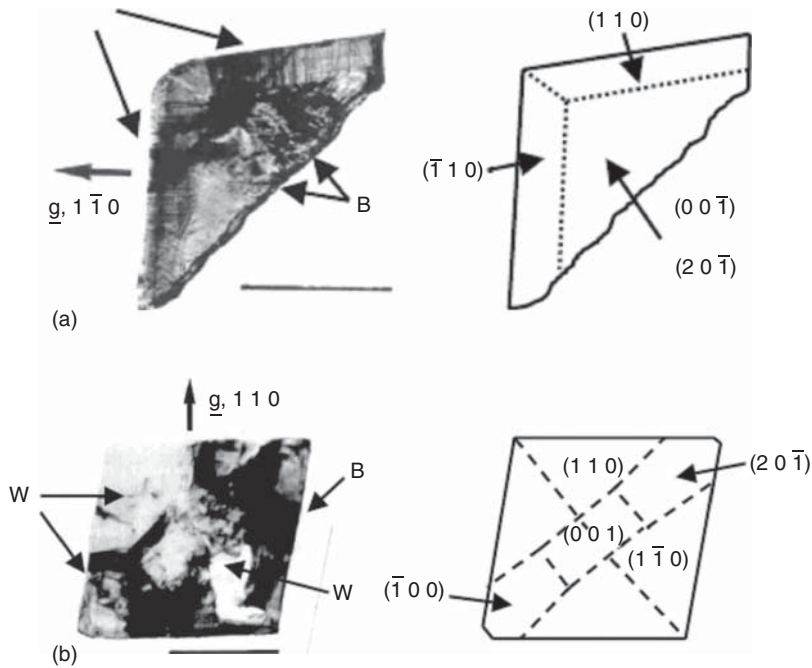 (1 1 0)
(1̅ 1 0)
g, 1 1̅ 0
B
(0 0 1̅)
(2 0 1̅)
(a)
g, 1 1 0
W
B
(1 1 0)
(2 0 1̅)
(0 0 1)
(1 1̅ 0)
W
(1̅ 0 0)
(b)